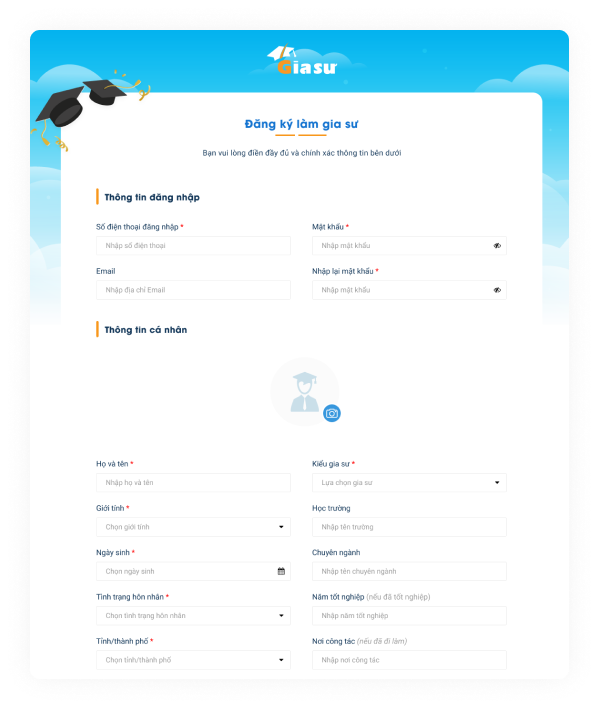 Gia sư
Đăng ký làm gia sư
Bạn vui lòng điền đầy đủ và chính xác thông tin bên dưới
Thông tin đăng nhập
Số điện thoại đăng nhập *
Nhập số điện thoại
Mật khẩu *
Nhập mật khẩu
Email
Nhập địa chỉ Email
Nhập lại mật khẩu *
Nhập mật khẩu
Thông tin cá nhân
Họ và tên *
Nhập họ và tên
Kiểu gia sư *
Lựa chọn gia sư
Giới tính *
Chọn giới tính
Học trường
Nhập tên trường
Ngày sinh *
Chọn ngày sinh
Chuyên ngành
Nhập tên chuyên ngành
Tình trạng hôn nhân *
Chọn tình trạng hôn nhân
Năm tốt nghiệp (nếu đã tốt nghiệp)
Nhập năm tốt nghiệp
Tỉnh/thành phố *
Chọn tỉnh/thành phố
Nơi công tác (nếu đã đi làm)
Nhập nơi công tác